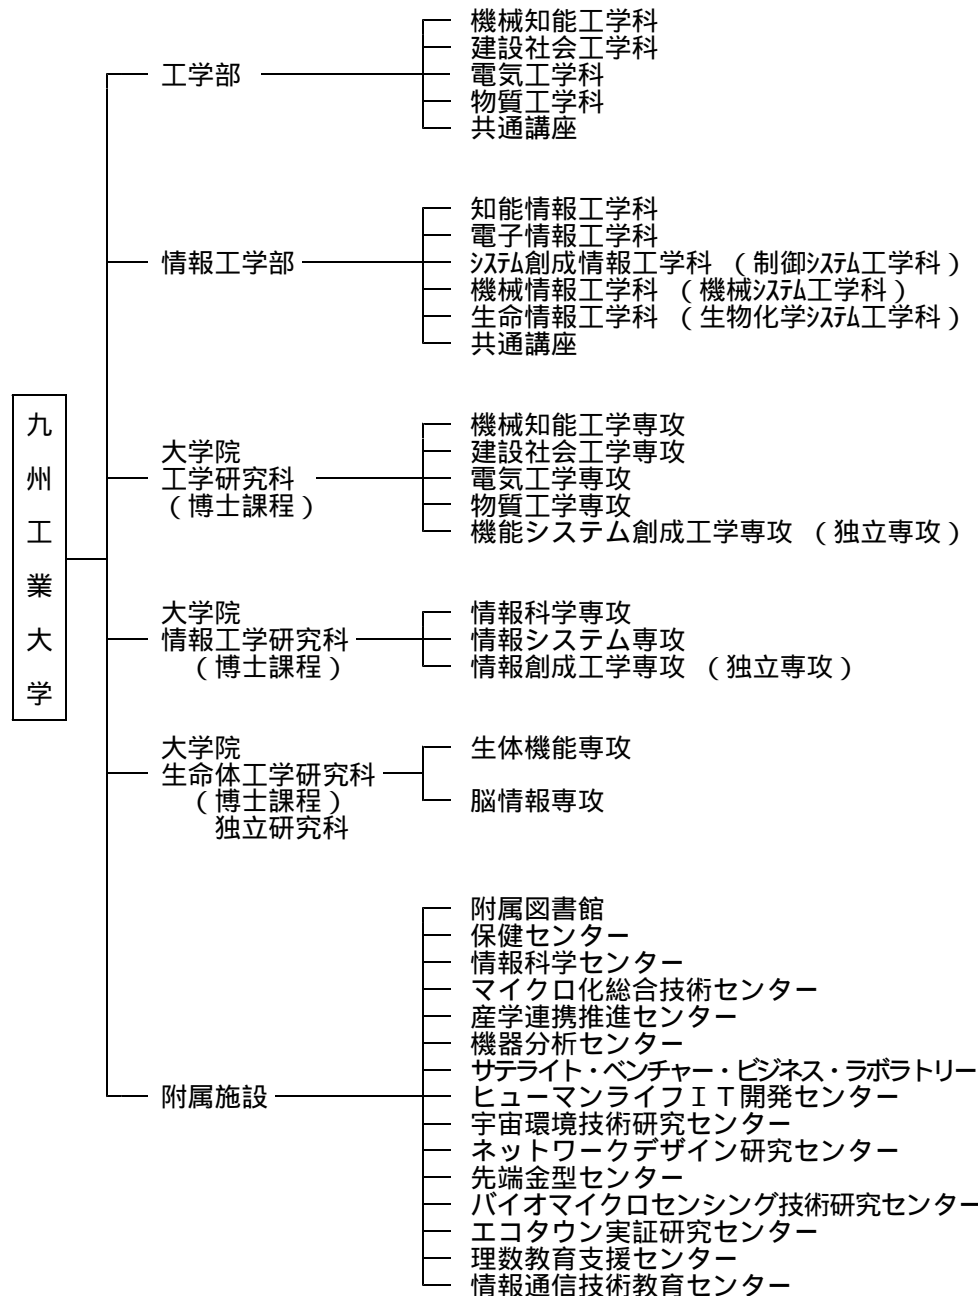 九州工業大学
工学部
機械知能工学科
建設社会工学科
電気工学科
物質工学科
共通講座
情報工学部
知能情報工学科
電子情報工学科
システム創成情報工学科 （制御システム工学科）
機械情報工学科 （機械システム工学科）
生命情報工学科 （生物化学システム工学科）
共通講座
大学院
工学研究科
（博士課程）
機械知能工学専攻
建設社会工学専攻
電気工学専攻
物質工学専攻
機能システム創成工学専攻 （独立専攻）
大学院
情報工学研究科
（博士課程）
情報科学専攻
情報システム専攻
情報創成工学専攻 （独立専攻）
大学院
生命体工学研究科
（博士課程）
独立研究科
生体機能専攻
脳情報専攻
附属施設
附属図書館
保健センター
情報科学センター
マイクロ化総合技術センター
産学連携推進センター
機器分析センター
サテライト・ベンチャー・ビジネス・ラボラトリー
ヒューマンライフＩＴ開発センター
宇宙環境技術研究センター
ネットワークデザイン研究センター
先端金型センター
バイオマイクロセンシング技術研究センター
エコタウン実証研究センター
理数教育支援センター
情報通信技術教育センター